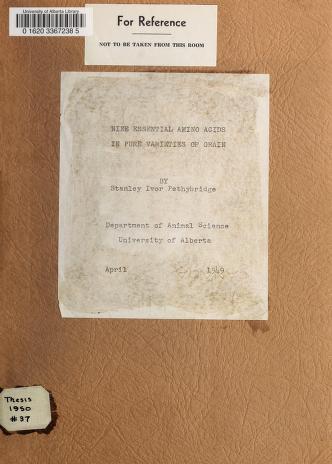 University of Alberta Library
0 1620 3367238 5
For Reference
NOT TO BE TAKEN FROM THIS ROOM
NINE ESSENTIAL AMINO ACIDS
IN PURE VARIETIES OF GRAIN
BY
Stanley Ivor Pethybridge
Department of Animal Science
University of Alberta
April 1949
Thesis
1950
#37